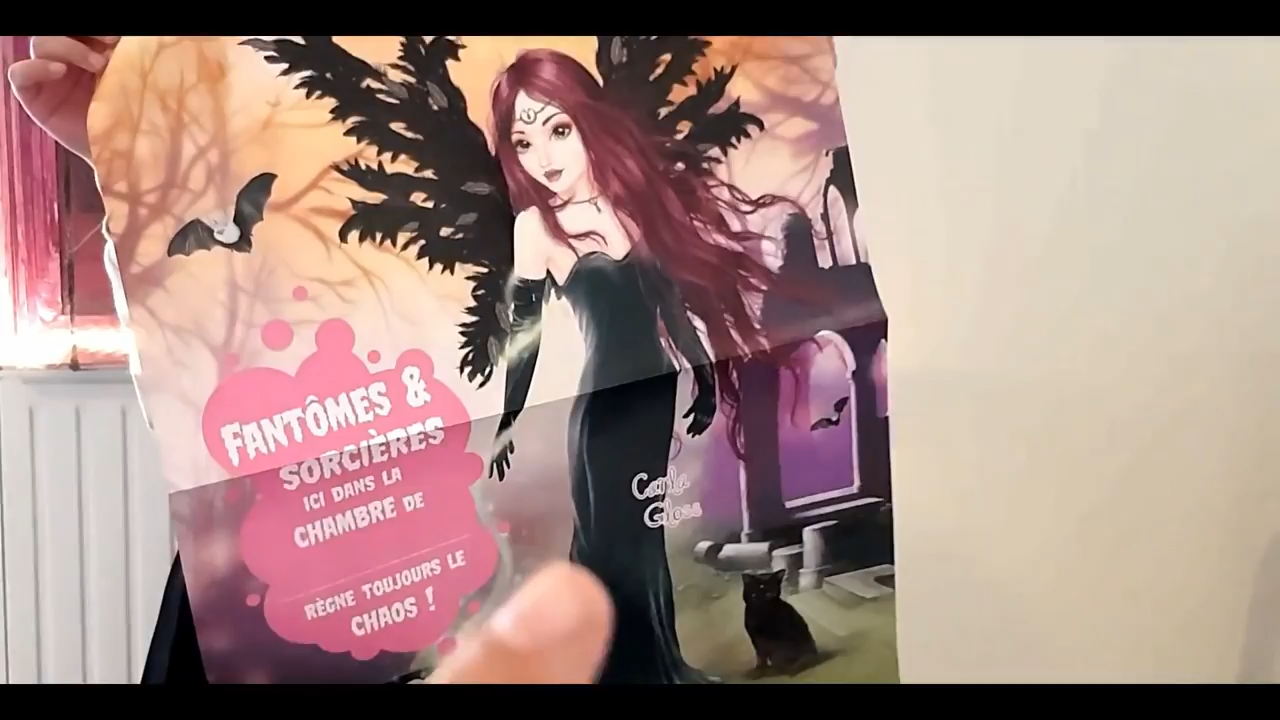 FANTÔMES &
SORCIÈRES
ICI DANS LA
CHAMBRE DE
RÈGNE TOUJOURS LE
CHAOS !
Carla
Gloss